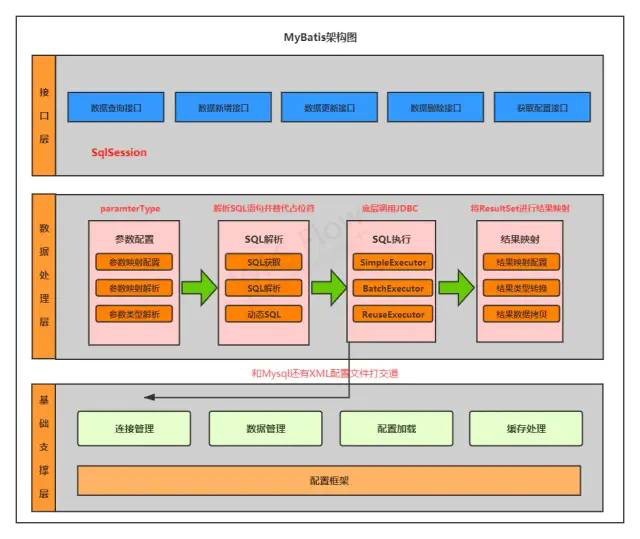 MyBatis架构图
接口层
数据查询接口
数据新增接口
数据更新接口
数据删除接口
获取配置接口
SqlSession
数据处理层
paramterType
解析SQL语句并替代占位符
底层调用JDBC
将ResultSet进行结果映射
参数配置
参数映射配置
参数映射解析
参数类型解析
SQL解析
SQL获取
SQL解析
动态SQL
SQL执行
SimpleExecutor
BatchExecutor
ReuseExecutor
结果映射
结果映射配置
结果类型转换
结果数据拷贝
和Mysql还有XML配置文件打交道
基础支撑层
连接管理
数据管理
配置加载
缓存处理
配置框架